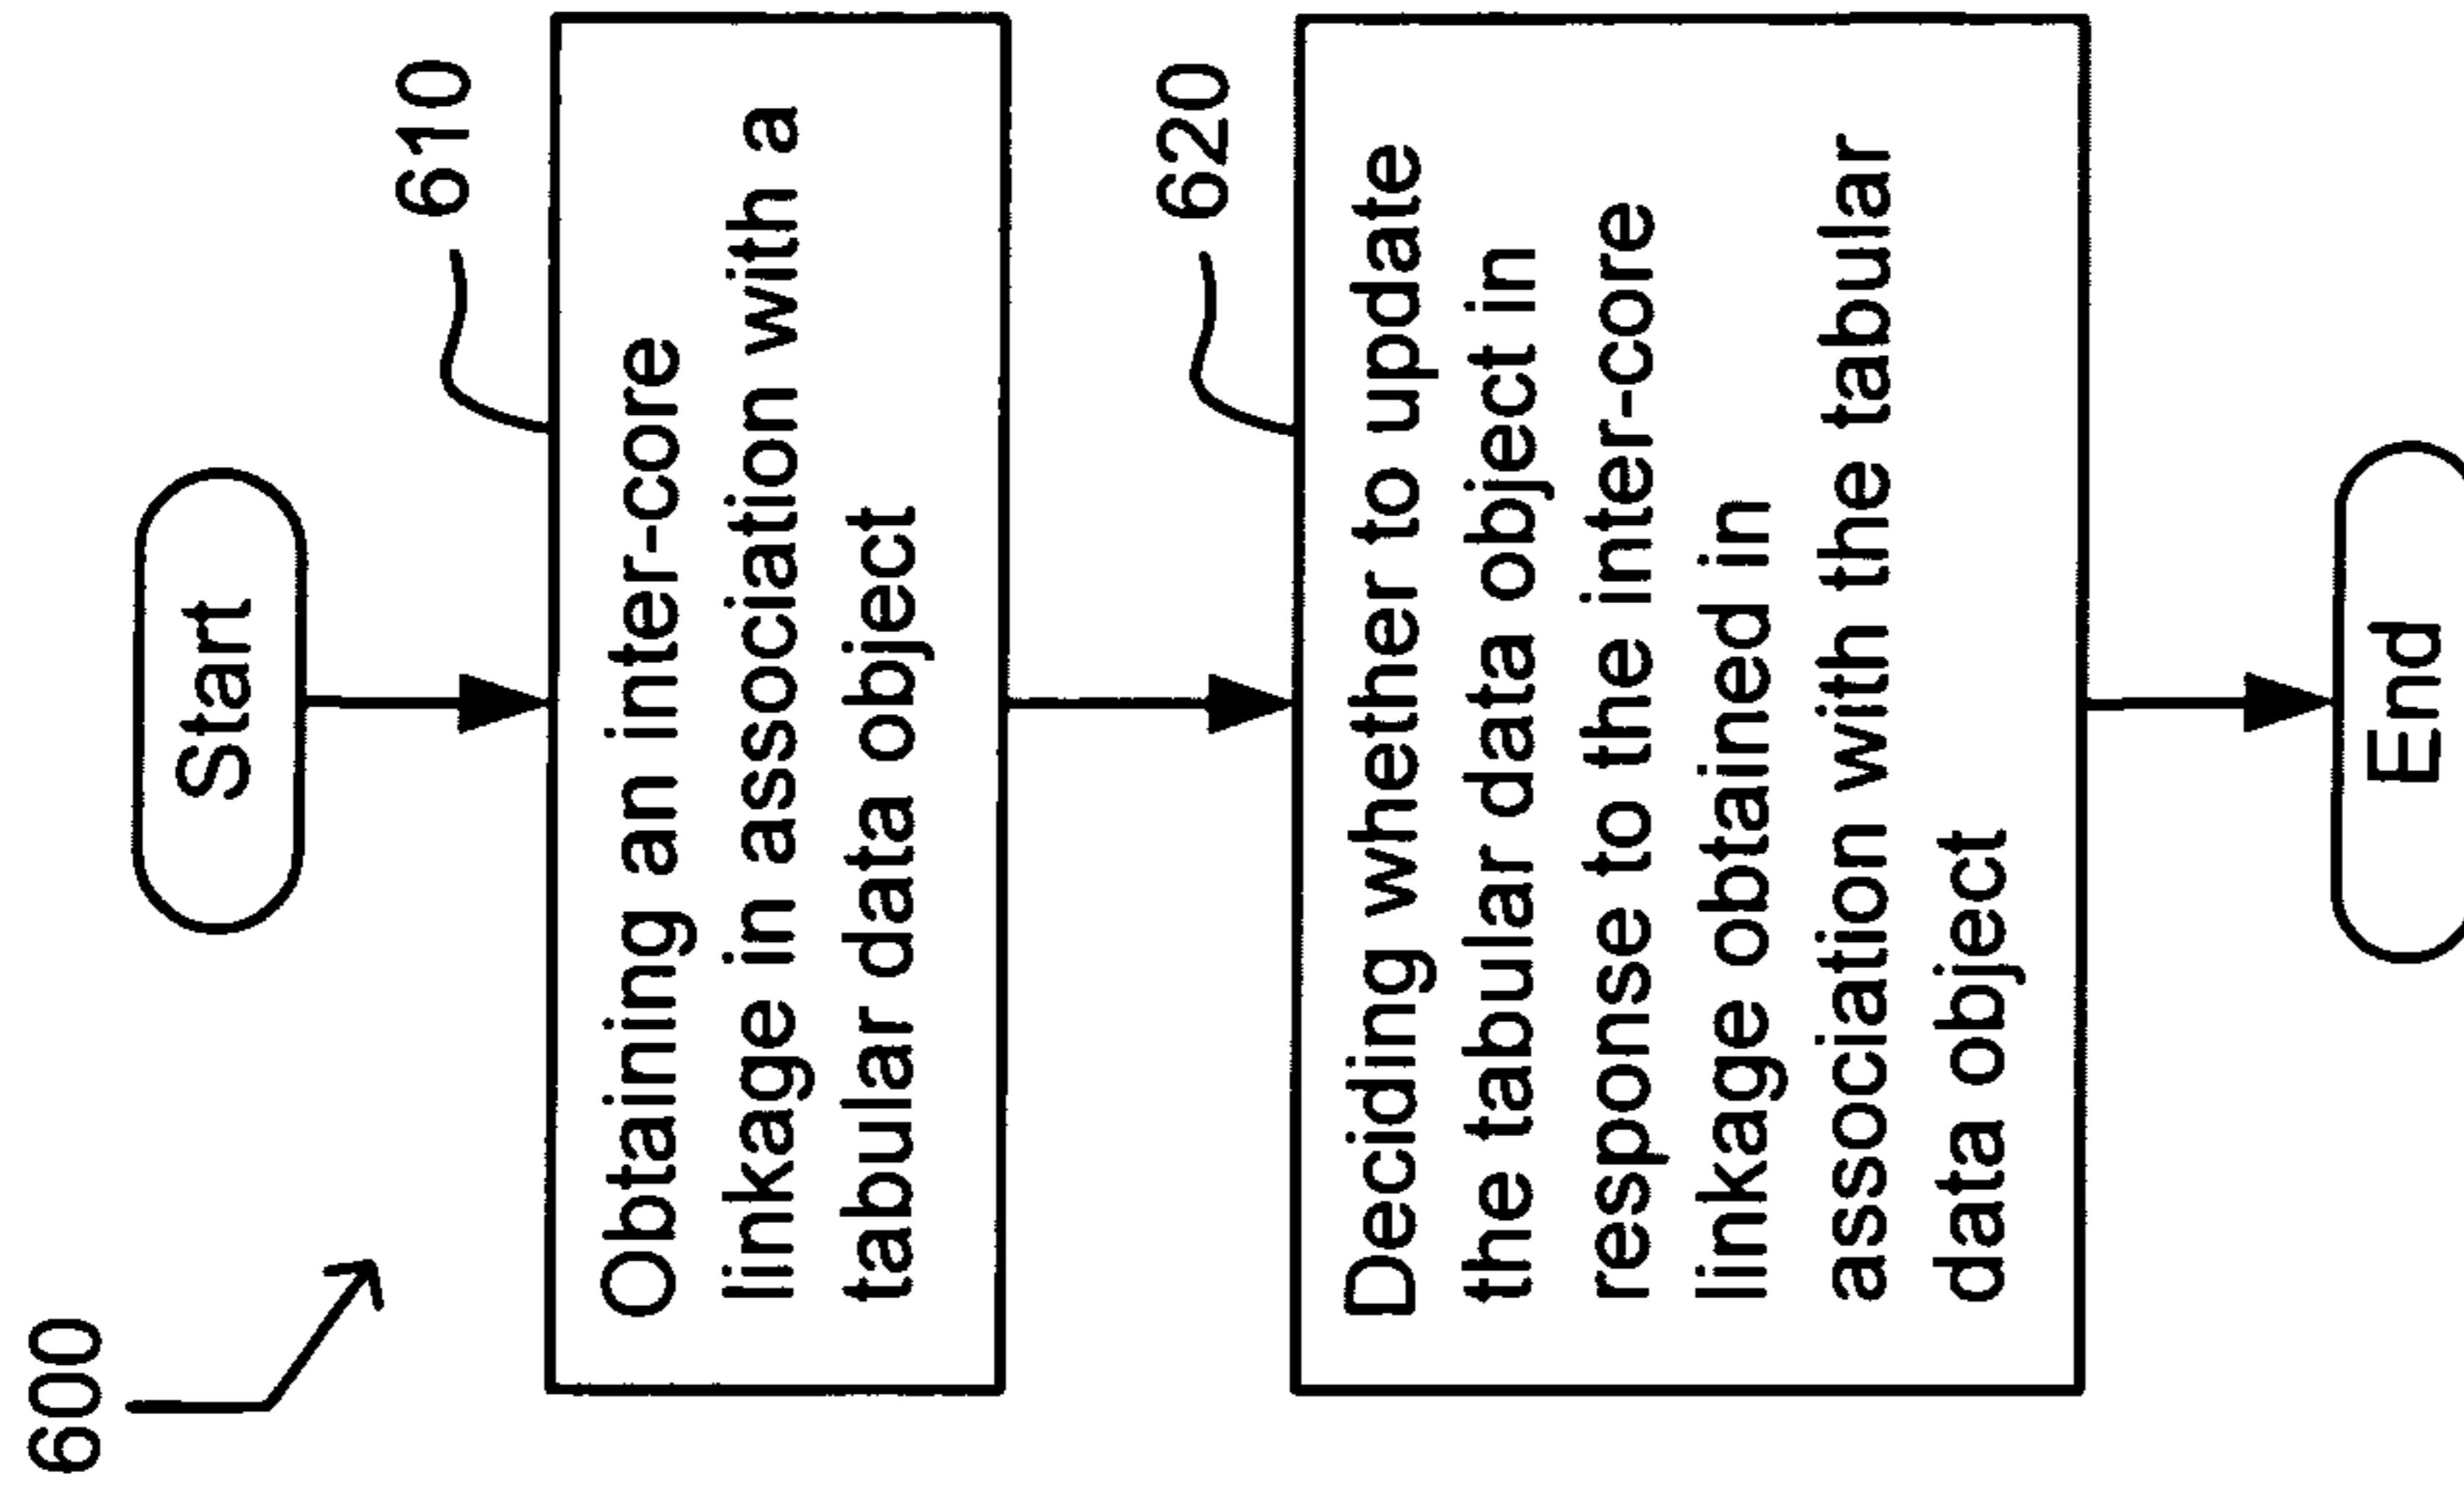 600
Start
610
Obtaining an inter-core
linkage in association with a
tabular data object
620
Deciding whether to update
the tabular data object in
response to the inter-core
linkage obtained in
association with the tabular
data object
End